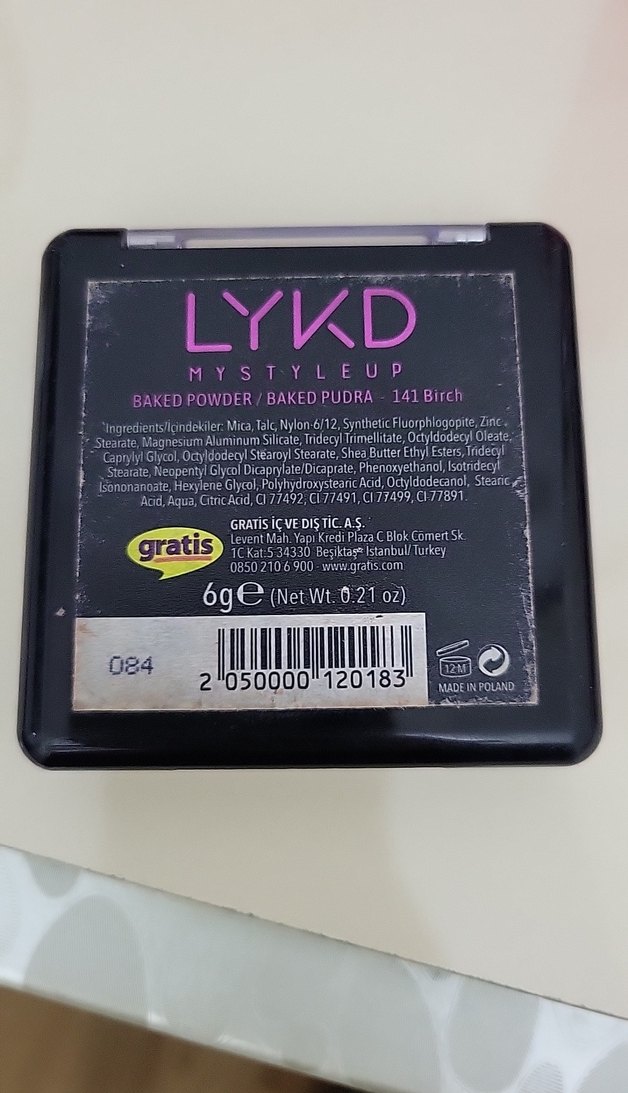 LYKD
MYSTYLEUP
BAKED POWDER / BAKED PUDRA - 141 Birch
Ingredients/İçindekiler: Mica, Talc, Nylon-6/12, Synthetic Fluorphlogopite, Zinc
Stearate, Magnesium Aluminum Silicate, Tridecyl Trimellitate, Octyldodecyl Oleate,
Caprylyl Glycol, Octyldodecyl Stearoyl Stearate, Shea Butter Ethyl Esters, Tridecyl
Stearate, Neopentyl Glycol Dicaprylate/Dicaprate, Phenoxyethanol, Isotridecyl
Isononanoate, Hexylene Glycol, Polyhydroxystearic Acid, Octyldodecanol, Stearic
Acid, Aqua, Citric Acid, CI 77492, CI 77491, CI 77499, CI 77891.
gratis
GRATİS İÇ VE DIŞ TİC. A.Ş.
Levent Mah. Yapı Kredi Plaza C Blok Cömert Sk.
1C Kat:5 34330 Beşiktaş İstanbul/ Turkey
0850 210 6 900 - www.gratis.com
6g℮ (Net Wt. 0.21 oz)
084
2 050000 120183
12 M
MADE IN POLAND